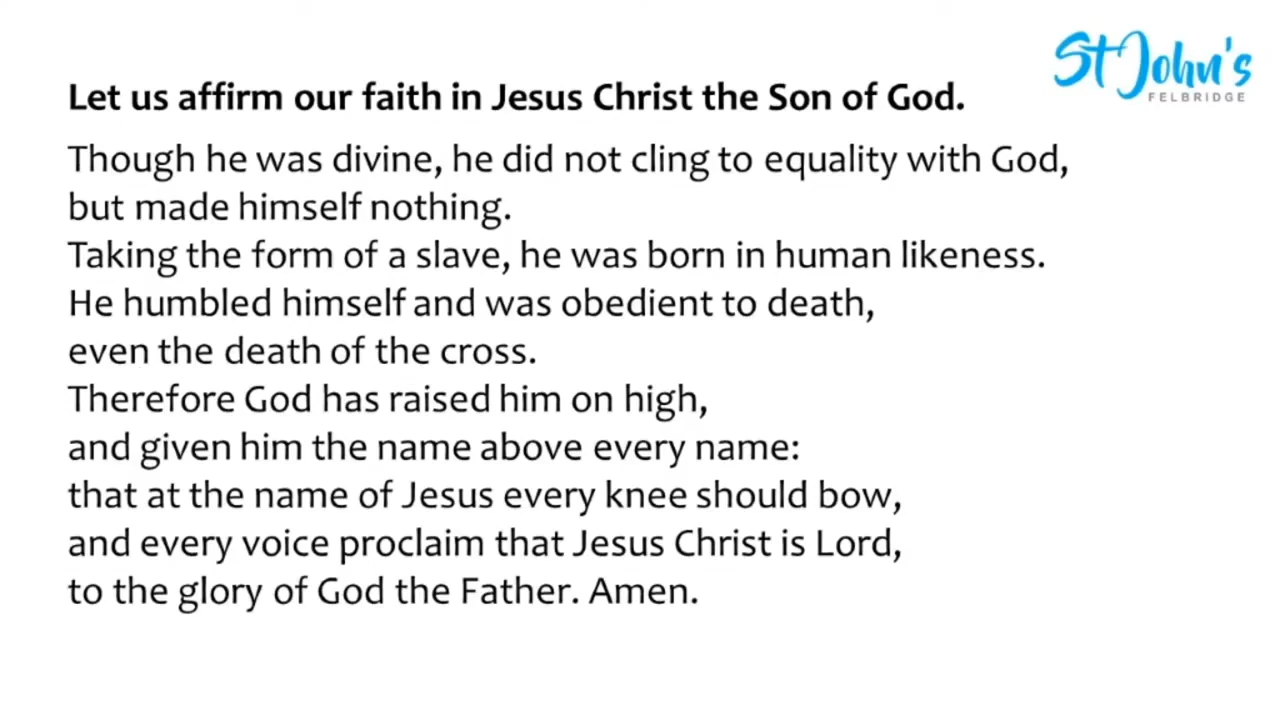 St John's
FELBRIDGE
Let us affirm our faith in Jesus Christ the Son of God.
Though he was divine, he did not cling to equality with God,
but made himself nothing.
Taking the form of a slave, he was born in human likeness.
He humbled himself and was obedient to death,
even the death of the cross.
Therefore God has raised him on high,
and given him the name above every name:
that at the name of Jesus every knee should bow,
and every voice proclaim that Jesus Christ is Lord,
to the glory of God the Father. Amen.